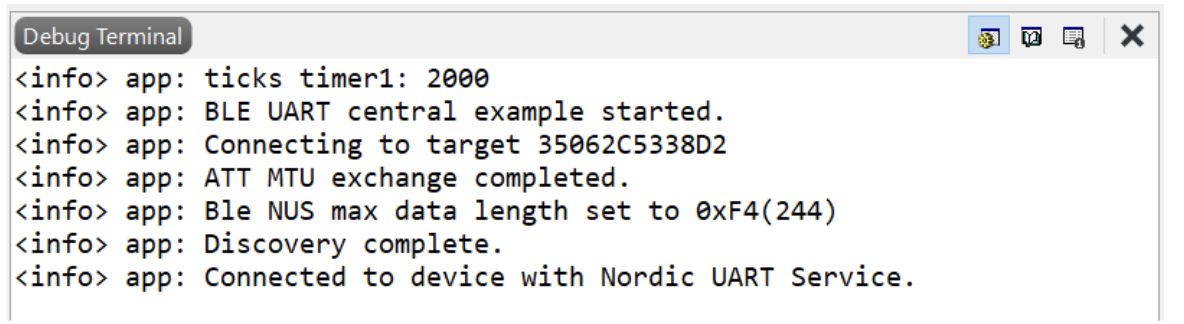 Debug Terminal
<info> app: ticks timer1: 2000
<info> app: BLE UART central example started.
<info> app: Connecting to target 35062C5338D2
<info> app: ATT MTU exchange completed.
<info> app: Ble NUS max data length set to 0xF4(244)
<info> app: Discovery complete.
<info> app: Connected to device with Nordic UART Service.